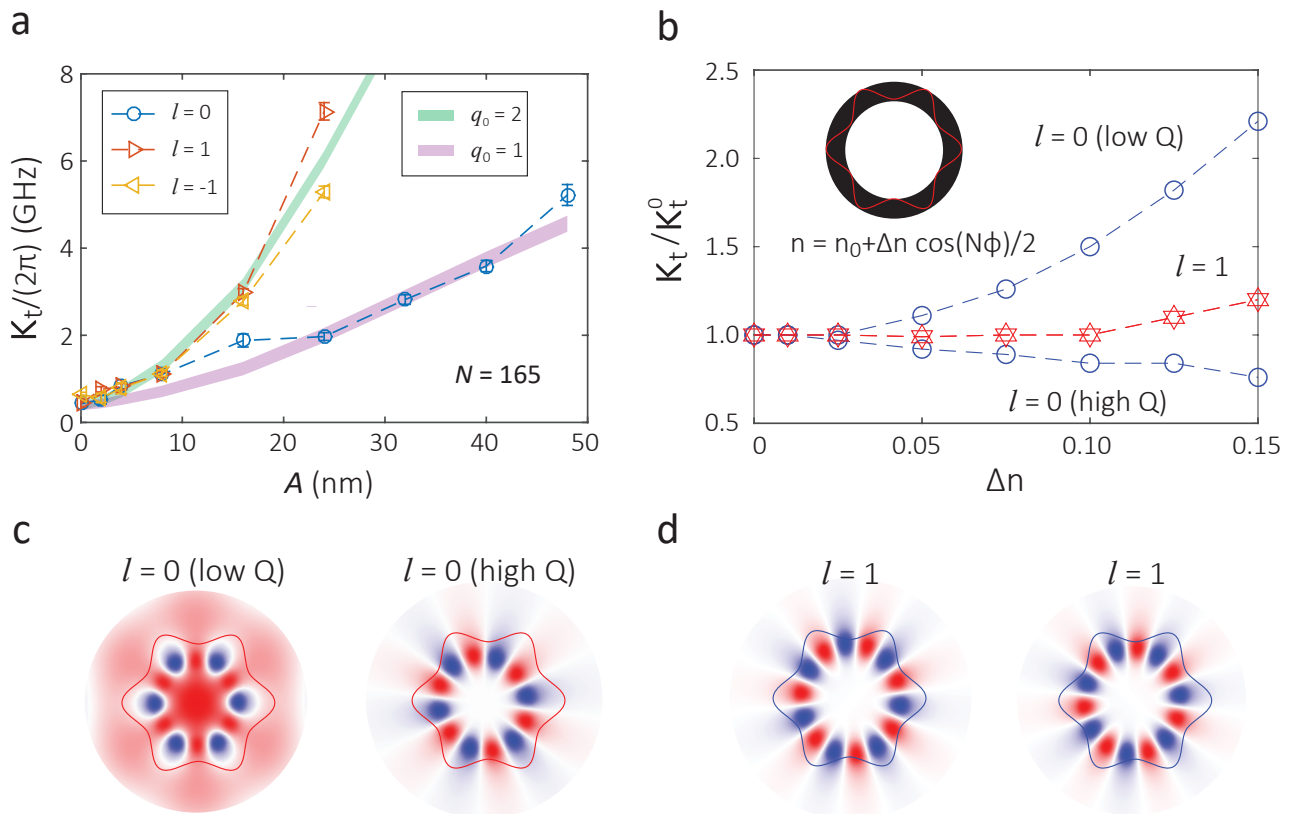 a
K_t/(2π) (GHz)
8
6
4
2
0
l = 0
l = 1
l = -1
q₀ = 2
q₀ = 1
N = 165
0 10 20 30 40 50
A (nm)
b
K_t/K_t^0
2.5
2.0
1.5
1.0
0.5
l = 0 (low Q)
n = n₀+Δn cos(Nϕ)/2
l = 1
l = 0 (high Q)
0 0.05 0.10 0.15
Δn
c
l = 0 (low Q) l = 0 (high Q)
d
l = 1 l = 1